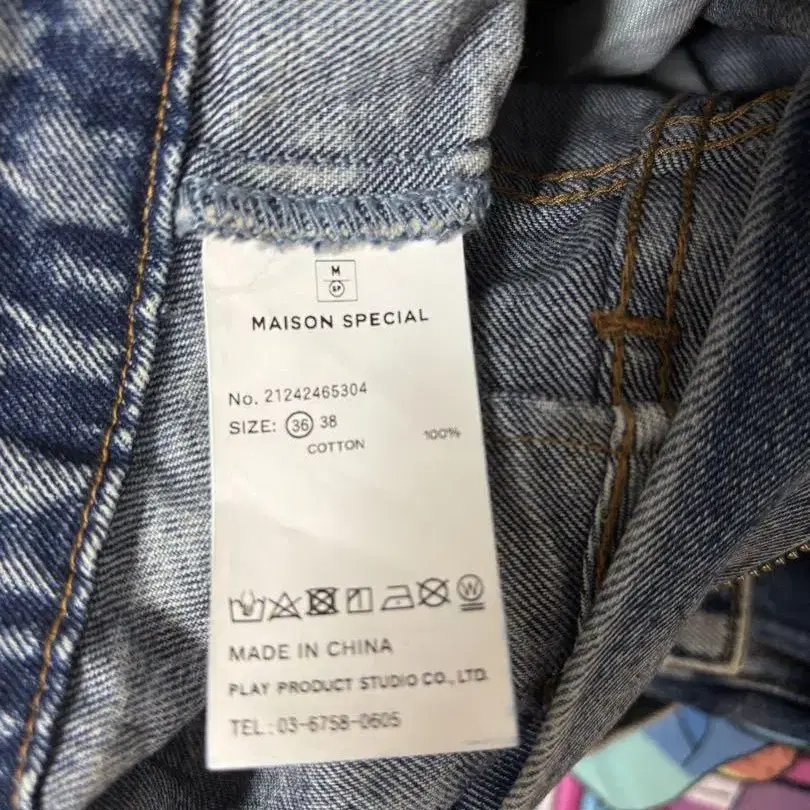 M
SP
MAISON SPECIAL
No. 21242465304
SIZE: 36 38
COTTON 100%
W
MADE IN CHINA
PLAY PRODUCT STUDIO CO., LTD.
TEL : 03-6758-0605